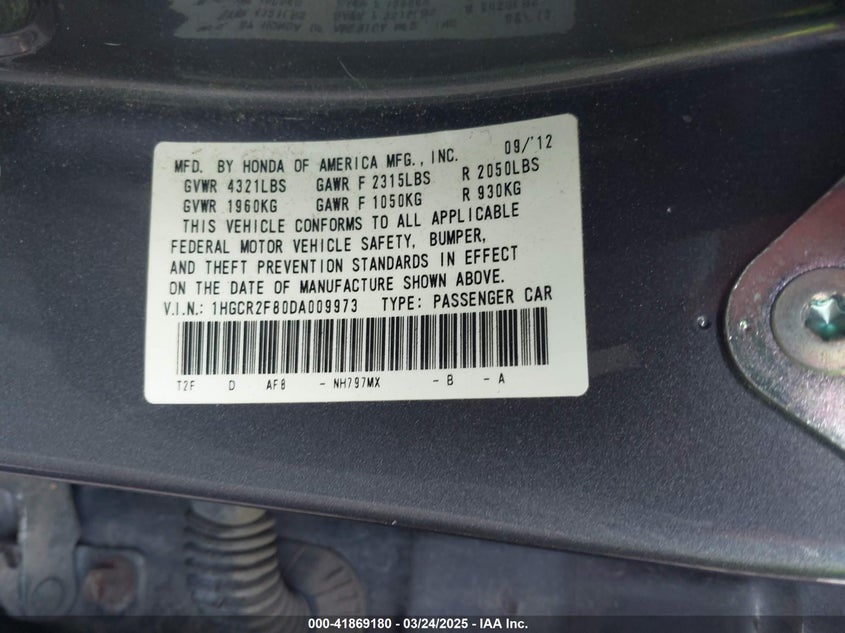 MFD. BY HONDA OF AMERICA MFG., INC. 09/'12
GVWR 4321LBS GAWR F 2315LBS R 2050LBS
GVWR 1960KG GAWR F 1050KG R 930KG
THIS VEHICLE CONFORMS TO ALL APPLICABLE
FEDERAL MOTOR VEHICLE SAFETY, BUMPER,
AND THEFT PREVENTION STANDARDS IN EFFECT
ON THE DATE OF MANUFACTURE SHOWN ABOVE.
V.I.N.: 1HGCR2F80DA009973 TYPE: PASSENGER CAR
T2F D AF8 - NH797MX - B - A
000-41869180 - 03/24/2025 - IAA Inc.